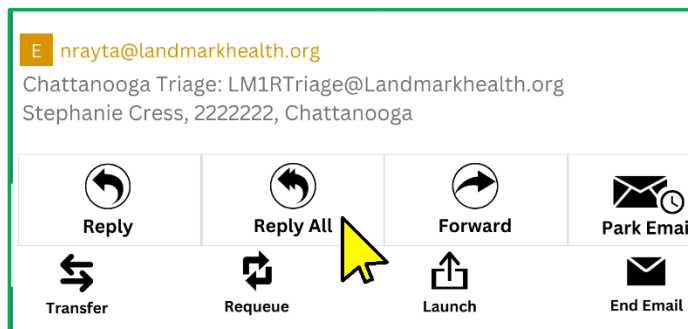 E nrayta@landmarkhealth.org
Chattanooga Triage: LM1RTriage@Landmarkhealth.org
Stephanie Cress, 2222222, Chattanooga
Reply Reply All Forward Park Emai
Transfer Requeue Launch End Email